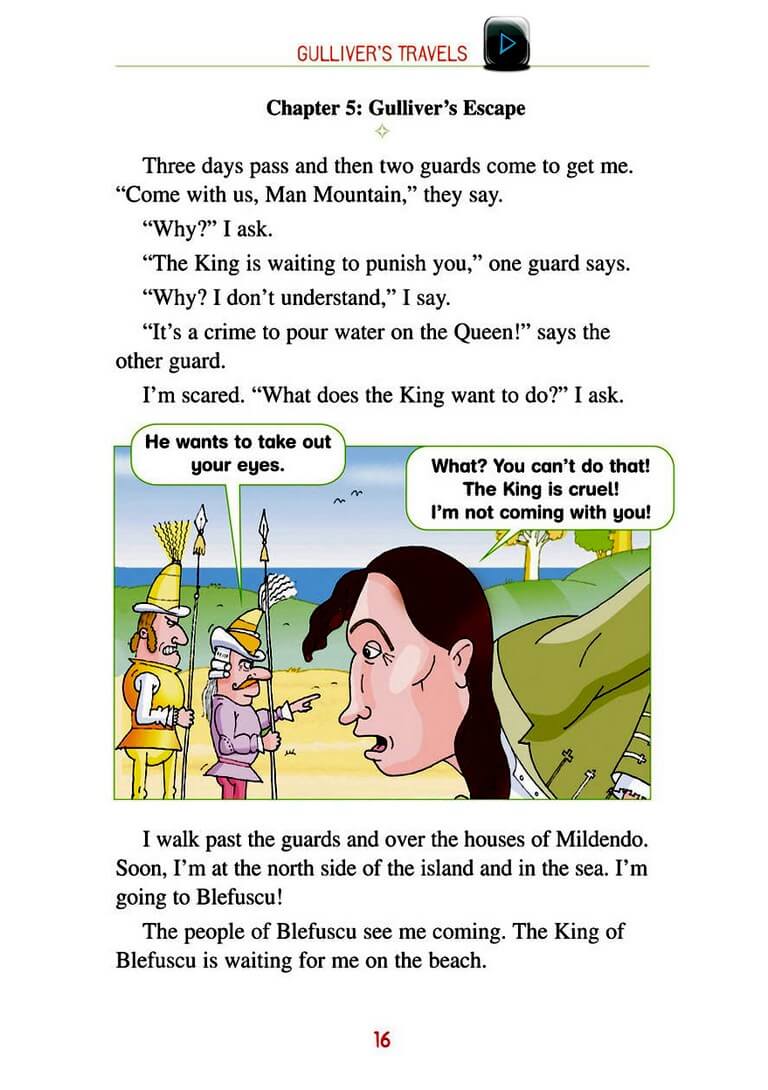 GULLIVER'S TRAVELS
Chapter 5: Gulliver's Escape
Three days pass and then two guards come to get me.
“Come with us, Man Mountain,” they say.
“Why?” I ask.
“The King is waiting to punish you,” one guard says.
“Why? I don't understand,” I say.
“It's a crime to pour water on the Queen!” says the
other guard.
I'm scared. “What does the King want to do?” I ask.
He wants to take out
your eyes.
What? You can't do that!
The King is cruel!
I'm not coming with you!
I walk past the guards and over the houses of Mildendo.
Soon, I'm at the north side of the island and in the sea. I'm
going to Blefuscu!
The people of Blefuscu see me coming. The King of
Blefuscu is waiting for me on the beach.
16